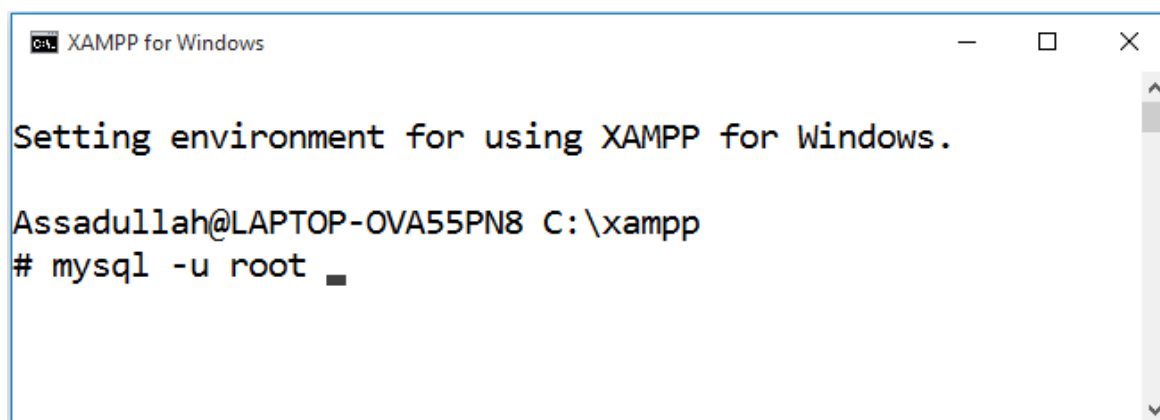 XAMPP for Windows
Setting environment for using XAMPP for Windows.
Assadullah@LAPTOP-OVA55PN8 C:\xampp
# mysql -u root